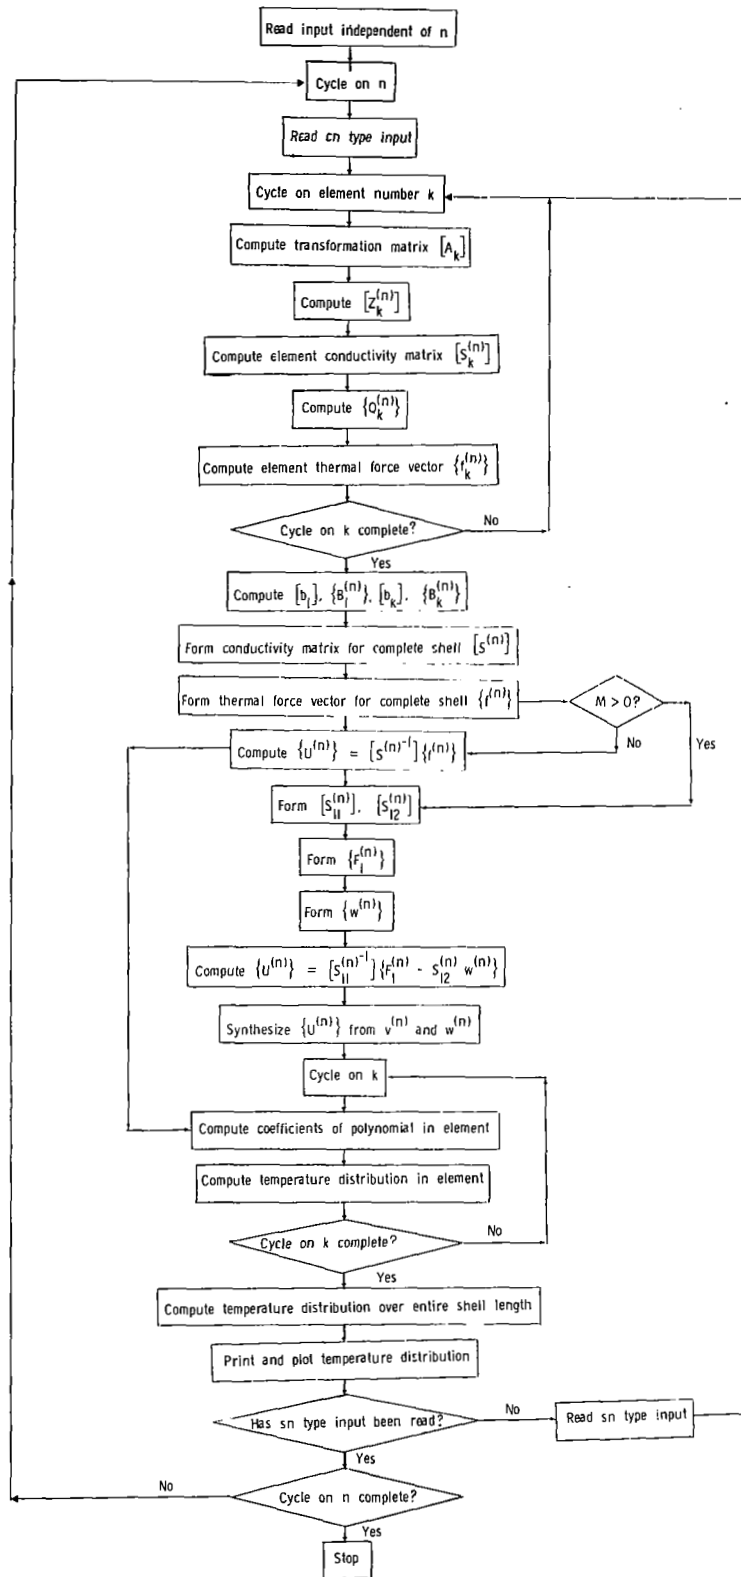 Read input independent of n
Cycle on n
Read cn type input
Cycle on element number k
Compute transformation matrix [A_k]
Compute [Z_k^(n)]
Compute element conductivity matrix [S_k^(n)]
Compute {Q_k^(n)}
Compute element thermal force vector {f_k^(n)}
Cycle on k complete?
No
Yes
Compute [b_1], {B_1^(n)}, [b_k], {B_k^(n)}
Form conductivity matrix for complete shell [S^(n)]
Form thermal force vector for complete shell {f^(n)}
M > 0?
No
Yes
Compute {U^(n)} = [S^(n)^-1]{f^(n)}
Form [S_11^(n)], [S_12^(n)]
Form {F_1^(n)}
Form {w^(n)}
Compute {υ^(n)} = [S_11^(n)^-1]{F_1^(n) - S_12^(n) w^(n)}
Synthesize {U^(n)} from v^(n) and w^(n)
Cycle on k
Compute coefficients of polynomial in element
Compute temperature distribution in element
Cycle on k complete?
No
Yes
Compute temperature distribution over entire shell length
Print and plot temperature distribution
Has sn type input been read?
No
Read sn type input
Yes
No
Cycle on n complete?
Yes
Stop